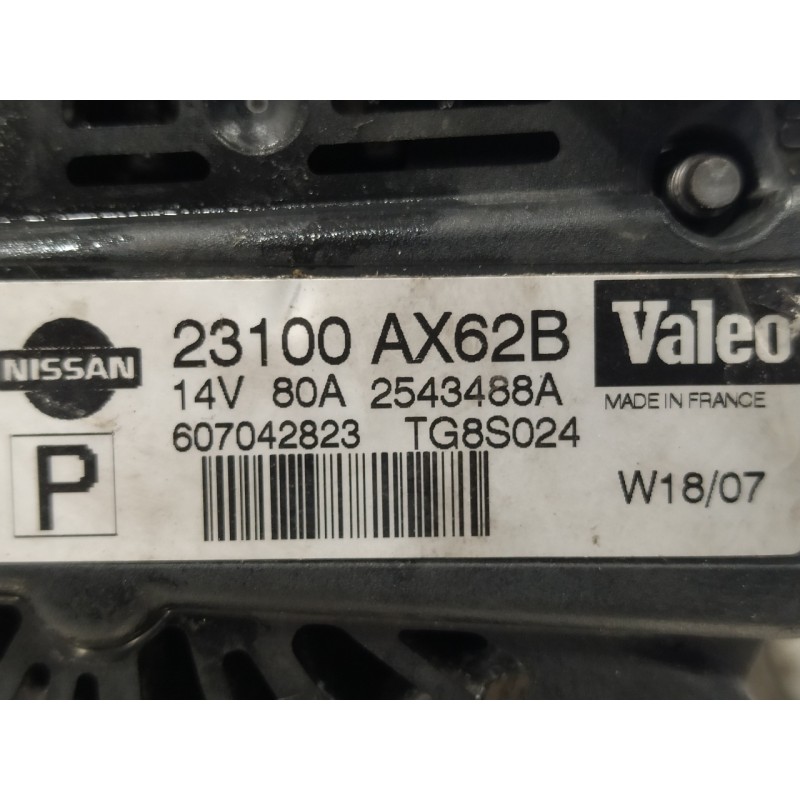 NISSAN
23100 AX62B
Valeo
14V 80A 2543488A
MADE IN FRANCE
607042823 TG8S024
P
W18/07